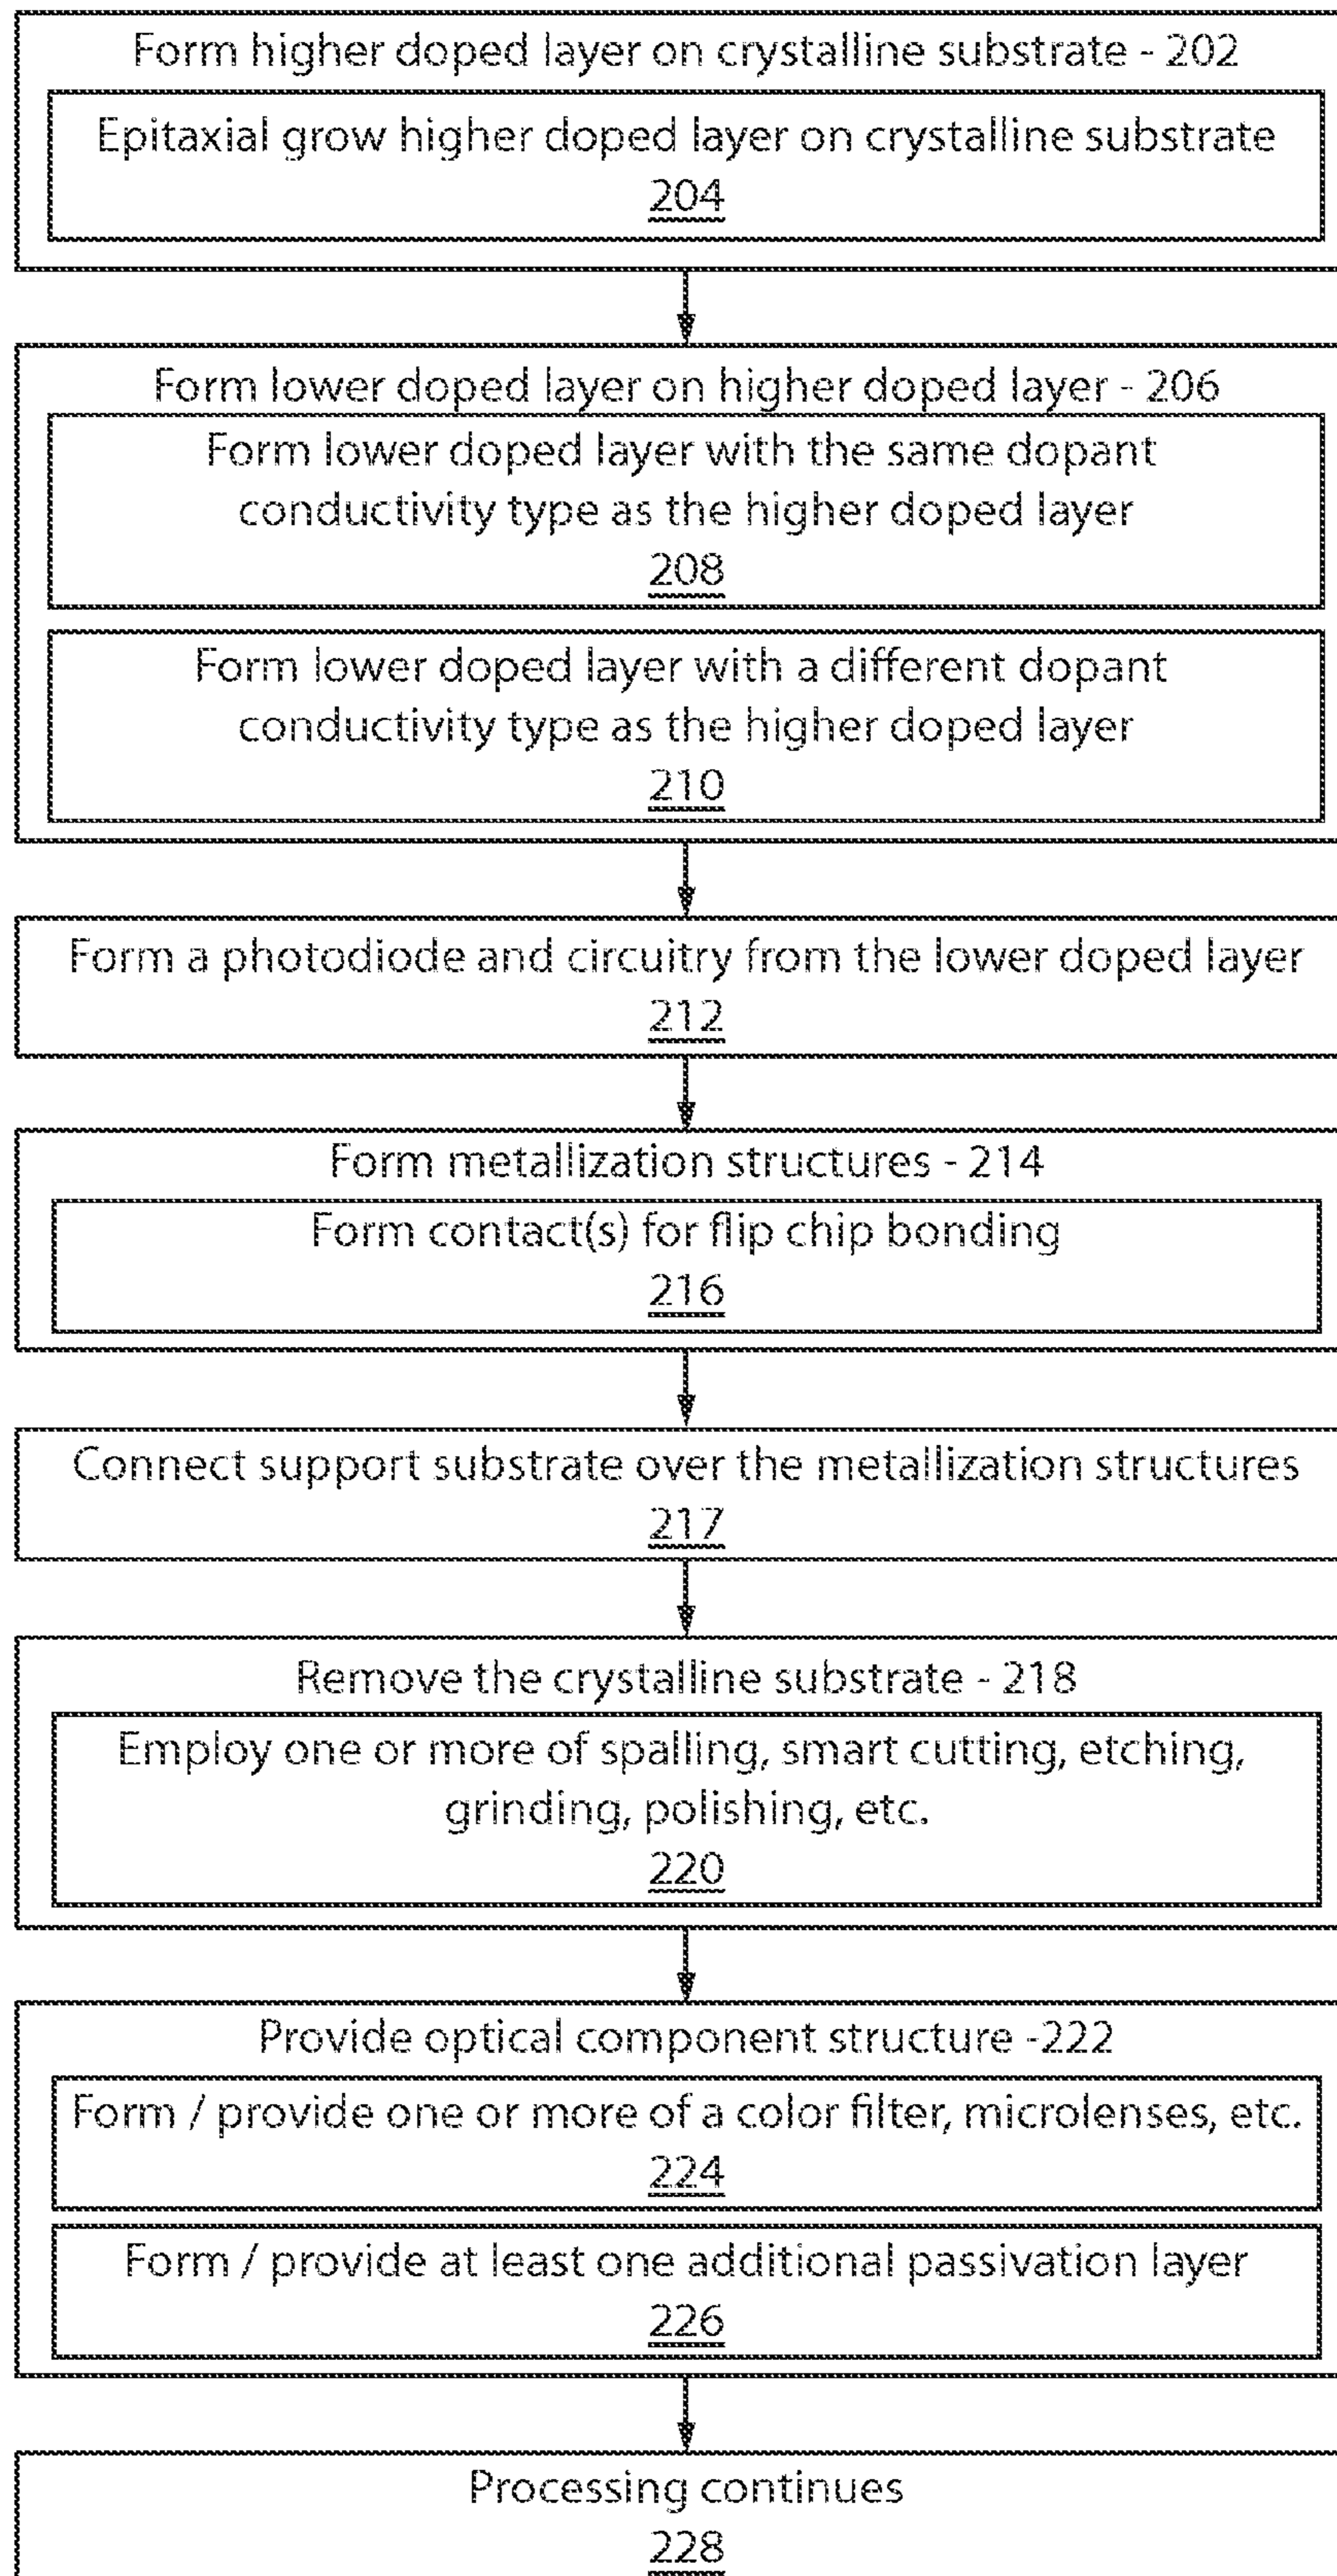 Form higher doped layer on crystalline substrate - 202
Epitaxial grow higher doped layer on crystalline substrate
204
Form lower doped layer on higher doped layer - 206
Form lower doped layer with the same dopant
conductivity type as the higher doped layer
208
Form lower doped layer with a different dopant
conductivity type as the higher doped layer
210
Form a photodiode and circuitry from the lower doped layer
212
Form metallization structures - 214
Form contact(s) for flip chip bonding
216
Connect support substrate over the metallization structures
217
Remove the crystalline substrate - 218
Employ one or more of spalling, smart cutting, etching,
grinding, polishing, etc.
220
Provide optical component structure -222
Form / provide one or more of a color filter, microlenses, etc.
224
Form / provide at least one additional passivation layer
226
Processing continues
228